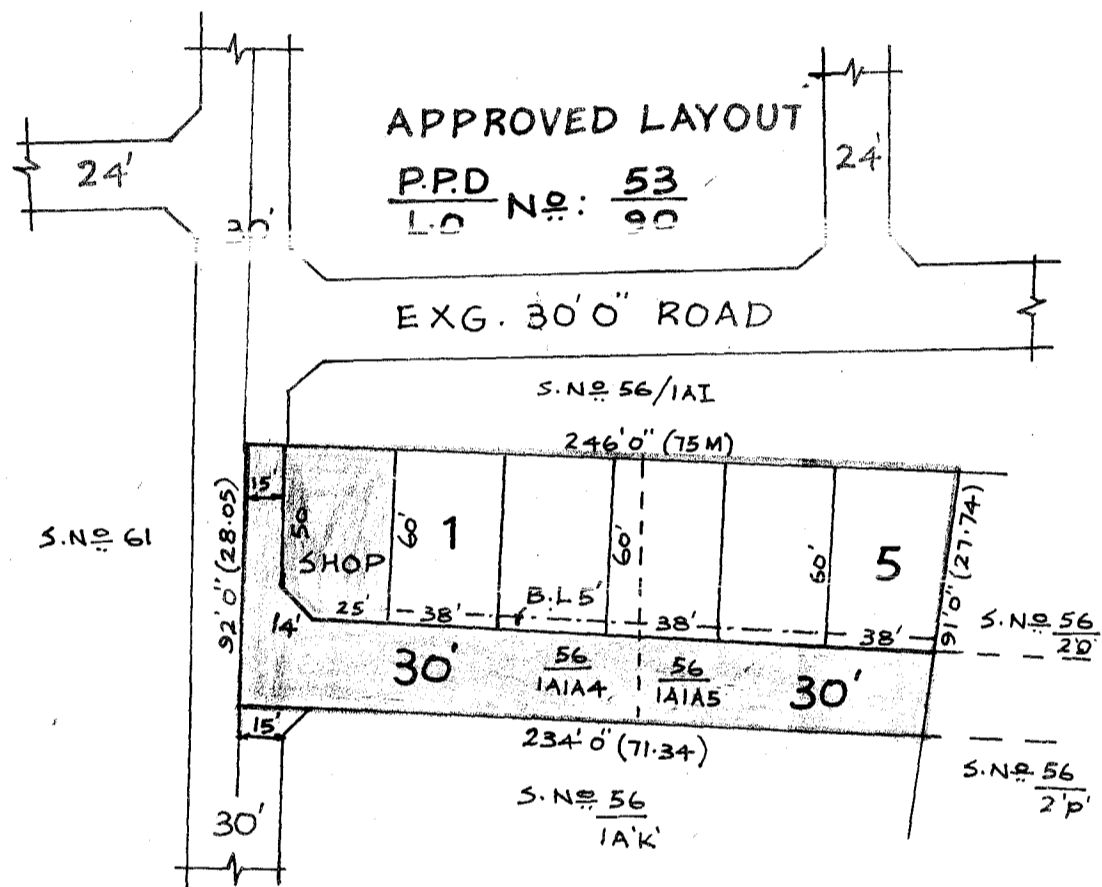 APPROVED LAYOUT
P.P.D
L.O
Nº:
53
90
24'
24'
30'
EXG. 30'0" ROAD
S.Nº 56/1AI
246'0" (75M)
15'
50
60'
1
60'
60'
5
SHOP
S.Nº 61
92'0" (28.05)
91'0" (27.74)
25'
38'
B.L 5'
38'
38'
14'
30'
56
1A1A4
56
1A1A5
30'
S.Nº 56
2'0'
15'
234'0" (71.34)
S.Nº 56
2'p'
S.Nº 56
1A'K'
30'